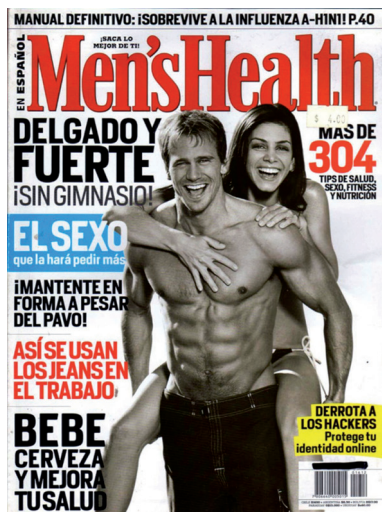 MANUAL DEFINITIVO: ¡SOBREVIVE A LA INFLUENZA A-H1N1! P.40
EN ESPAÑOL
¡SACA LO
MEJOR DE TI!
Men'sHealth
$ 4.00
DELGADO Y
FUERTE
¡SIN GIMNASIO!
MÁS DE
304
TIPS DE SALUD,
SEXO, FITNESS
Y NUTRICIÓN
EL SEXO
que la hará pedir más
¡MANTENTE EN
FORMA A PESAR
DEL PAVO!
ASÍ SE USAN
LOS JEANS EN
EL TRABAJO
BEBE
CERVEZA
Y MEJORA
TU SALUD
DERROTA A
LOS HACKERS
Protege tu
identidad online